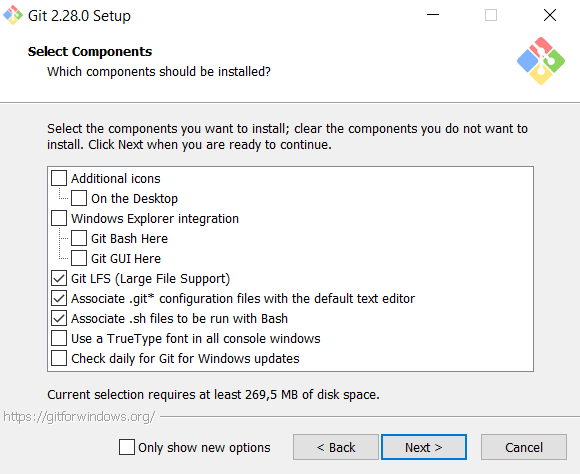 Git 2.28.0 Setup
Select Components
Which components should be installed?
Select the components you want to install; clear the components you do not want to
install. Click Next when you are ready to continue.
Additional icons
On the Desktop
Windows Explorer integration
Git Bash Here
Git GUI Here
Git LFS (Large File Support)
Associate .git* configuration files with the default text editor
Associate .sh files to be run with Bash
Use a TrueType font in all console windows
Check daily for Git for Windows updates
Current selection requires at least 269,5 MB of disk space.
https://gitforwindows.org/
Only show new options
< Back
Next >
Cancel